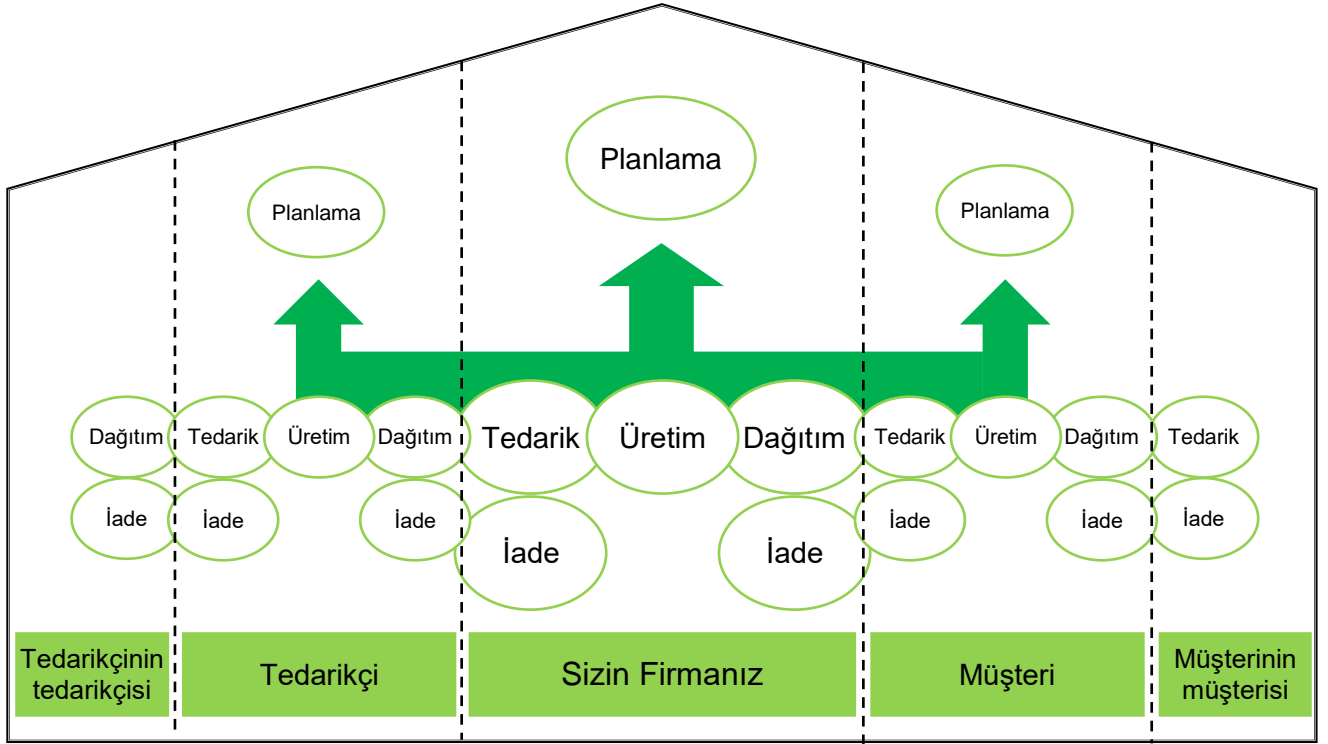 Planlama
Planlama
Planlama
Dağıtım
Tedarik
Üretim
Dağıtım
Tedarik
Üretim
Dağıtım
Tedarik
Üretim
Dağıtım
Tedarik
İade
İade
İade
İade
İade
İade
İade
İade
Tedarikçinin
tedarikçisi
Tedarikçi
Sizin Firmanız
Müşteri
Müşterinin
müşterisi